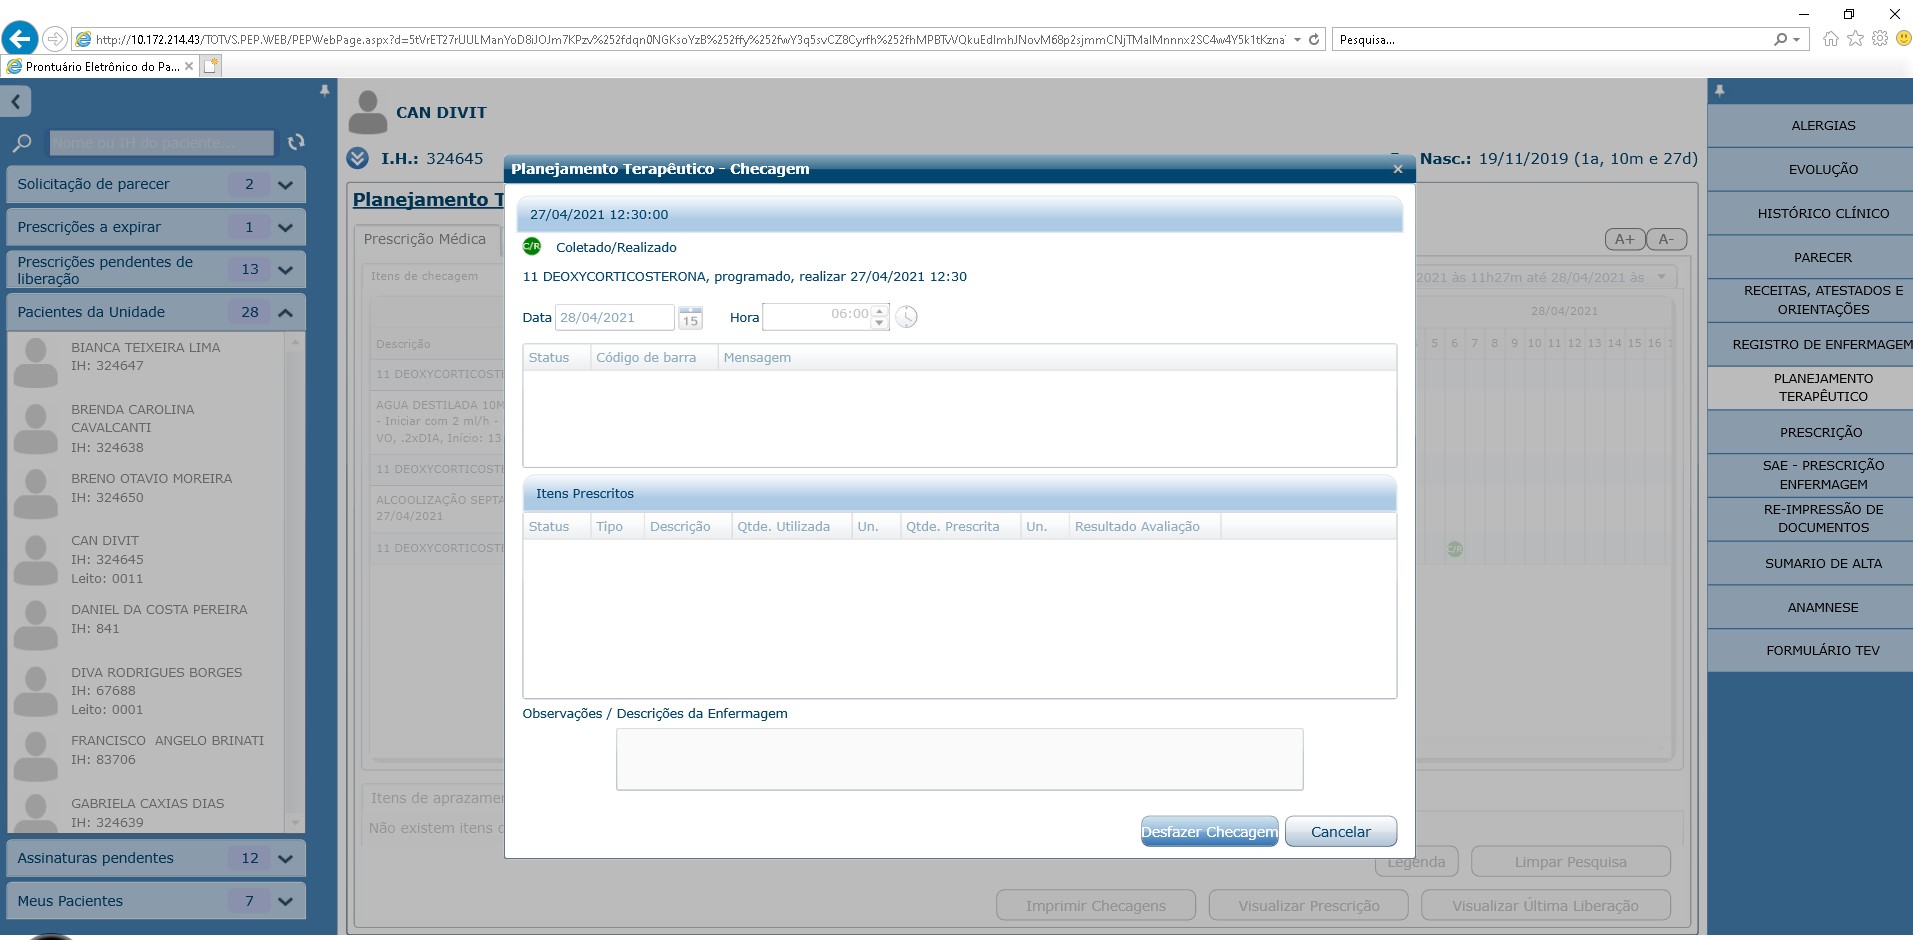 http://10.172.214.43/TOTVS.PEP.WEB/PEPWebPage.aspx?d=
Pesquisa...
Prontuário Eletrônico do Pa...
Nome ou IH do paciente...
Solicitação de parecer 2
Prescrições a expirar 1
Prescrições pendentes de
liberação 13
Pacientes da Unidade 28
BIANCA TEIXEIRA LIMA
IH: 324647
BRENDA CAROLINA
CAVALCANTI
IH: 324638
BRENO OTAVIO MOREIRA
IH: 324650
CAN DIVIT
IH: 324645
Leito: 0011
DANIEL DA COSTA PEREIRA
IH: 841
DIVA RODRIGUES BORGES
IH: 67688
Leito: 0001
FRANCISCO ANGELO BRINATI
IH: 83706
GABRIELA CAXIAS DIAS
IH: 324639
Assinaturas pendentes 12
Meus Pacientes 7
CAN DIVIT
I.H.: 324645
Nasc.: 19/11/2019 (1a, 10m e 27d)
Planejamento T
Prescrição Médica
A+ A-
Itens de checagem
2021 às 11h27m até 28/04/2021 às
28/04/2021
Descrição
5 6 7 8 9 10 11 12 13 14 15 16
11 DEOXYCORTICOSTE
AGUA DESTILADA 10M
- Iniciar com 2 ml/h -
VO, .2xDIA, Início: 13
11 DEOXYCORTICOSTE
ALCOOLIZAÇÃO SEPTA
27/04/2021
11 DEOXYCORTICOSTE
C/R
Itens de aprazamen
Não existem itens d
Planejamento Terapêutico - Checagem
27/04/2021 12:30:00
C/R Coletado/Realizado
11 DEOXYCORTICOSTERONA, programado, realizar 27/04/2021 12:30
Data 28/04/2021 15 Hora 06:00
Status Código de barra Mensagem
Itens Prescritos
Status Tipo Descrição Qtde. Utilizada Un. Qtde. Prescrita Un. Resultado Avaliação
Observações / Descrições da Enfermagem
Desfazer Checagem Cancelar
Legenda Limpar Pesquisa
Imprimir Checagens Visualizar Prescrição Visualizar Última Liberação
ALERGIAS
EVOLUÇÃO
HISTÓRICO CLÍNICO
PARECER
RECEITAS, ATESTADOS E
ORIENTAÇÕES
REGISTRO DE ENFERMAGEM
PLANEJAMENTO
TERAPÊUTICO
PRESCRIÇÃO
SAE - PRESCRIÇÃO
ENFERMAGEM
RE-IMPRESSÃO DE
DOCUMENTOS
SUMARIO DE ALTA
ANAMNESE
FORMULÁRIO TEV